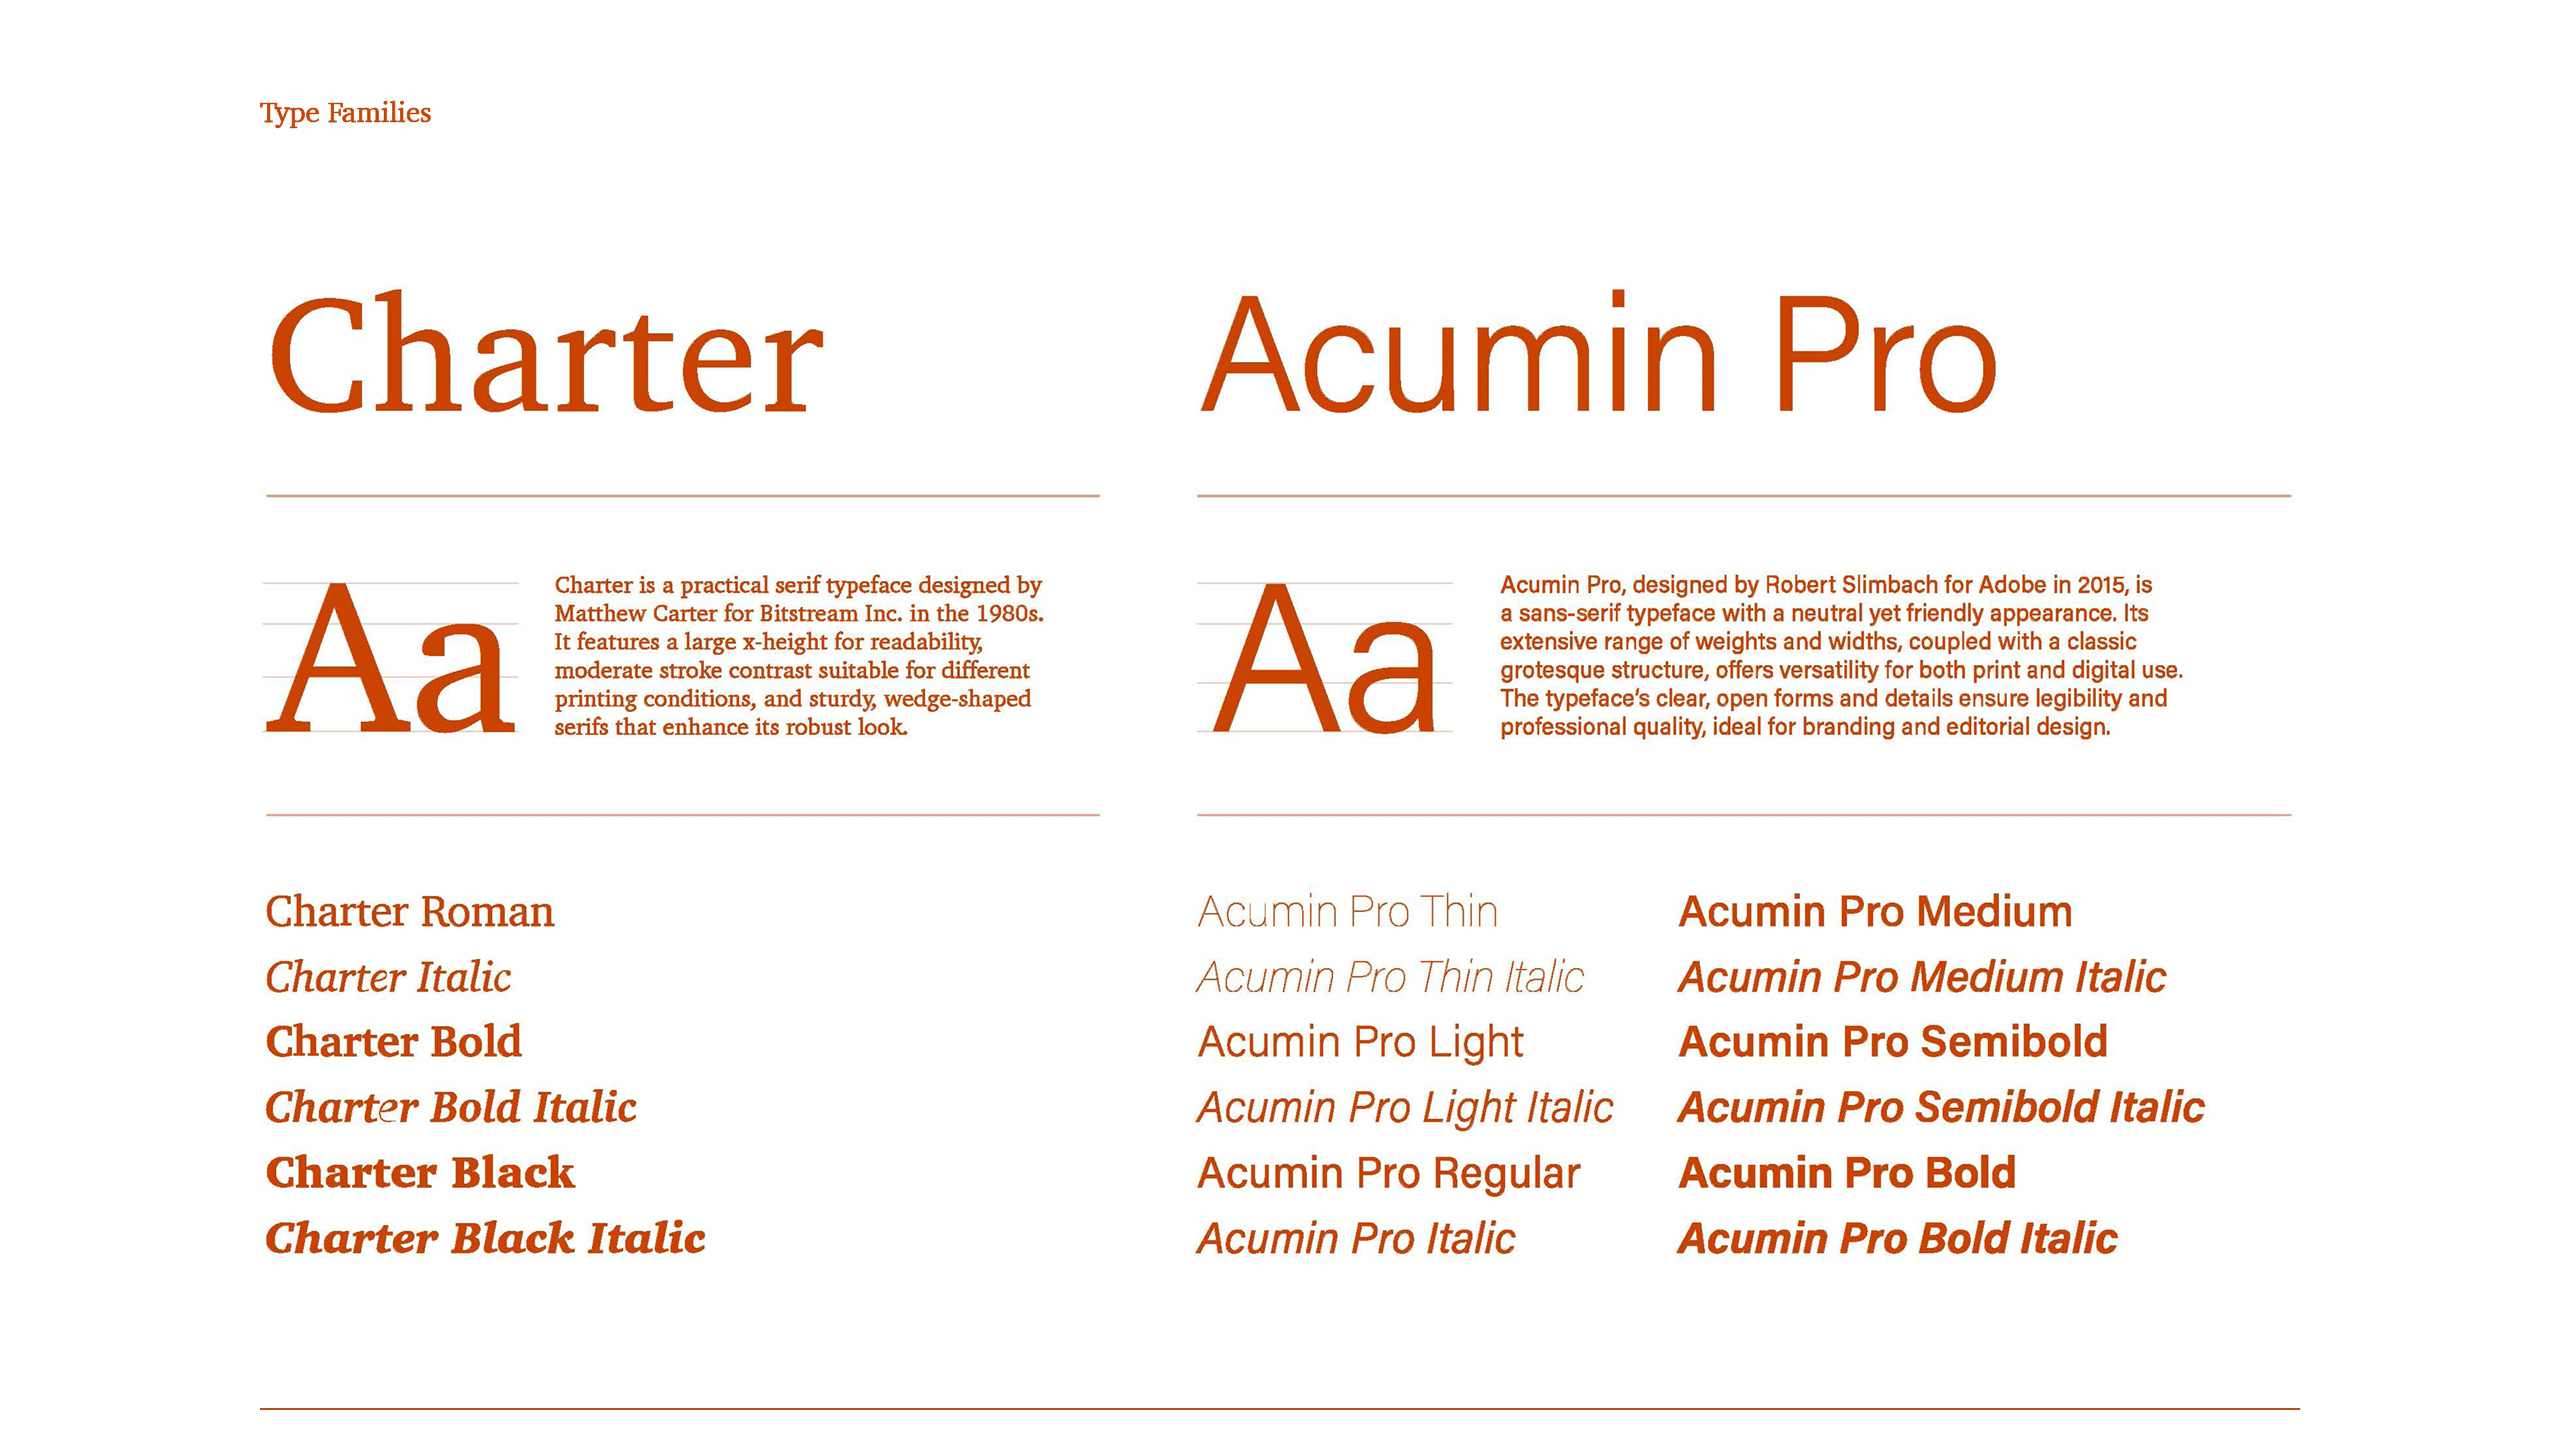 Type Families
Charter
Aa
Charter is a practical serif typeface designed by
Matthew Carter for Bitstream Inc. in the 1980s.
It features a large x-height for readability,
moderate stroke contrast suitable for different
printing conditions, and sturdy, wedge-shaped
serifs that enhance its robust look.
Charter Roman
Charter Italic
Charter Bold
Charter Bold Italic
Charter Black
Charter Black Italic
Acumin Pro
Aa
Acumin Pro, designed by Robert Slimbach for Adobe in 2015, is
a sans-serif typeface with a neutral yet friendly appearance. Its
extensive range of weights and widths, coupled with a classic
grotesque structure, offers versatility for both print and digital use.
The typeface’s clear, open forms and details ensure legibility and
professional quality, ideal for branding and editorial design.
Acumin Pro Thin
Acumin Pro Thin Italic
Acumin Pro Light
Acumin Pro Light Italic
Acumin Pro Regular
Acumin Pro Italic
Acumin Pro Medium
Acumin Pro Medium Italic
Acumin Pro Semibold
Acumin Pro Semibold Italic
Acumin Pro Bold
Acumin Pro Bold Italic